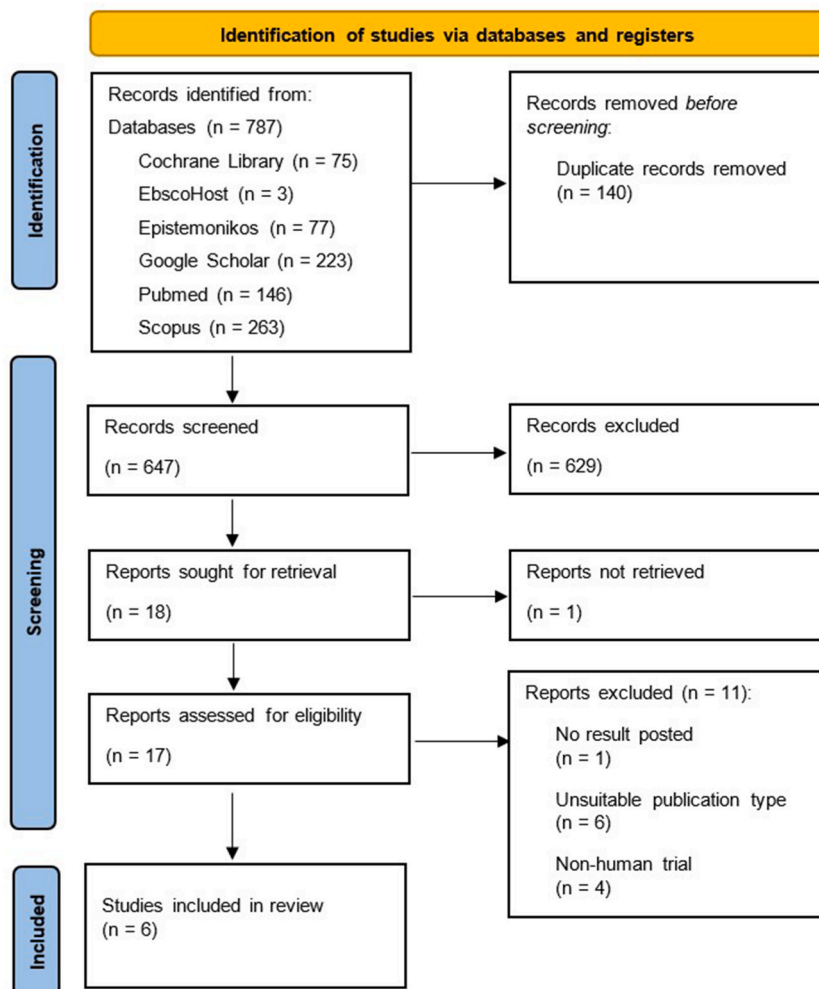 Identification of studies via databases and registers
Identification
Records identified from:
Databases (n = 787)
Cochrane Library (n = 75)
EbscoHost (n = 3)
Epistemonikos (n = 77)
Google Scholar (n = 223)
Pubmed (n = 146)
Scopus (n = 263)
Records removed before
screening:
Duplicate records removed
(n = 140)
Screening
Records screened
(n = 647)
Records excluded
(n = 629)
Reports sought for retrieval
(n = 18)
Reports not retrieved
(n = 1)
Reports assessed for eligibility
(n = 17)
Reports excluded (n = 11):
No result posted
(n = 1)
Unsuitable publication type
(n = 6)
Non-human trial
(n = 4)
Included
Studies included in review
(n = 6)